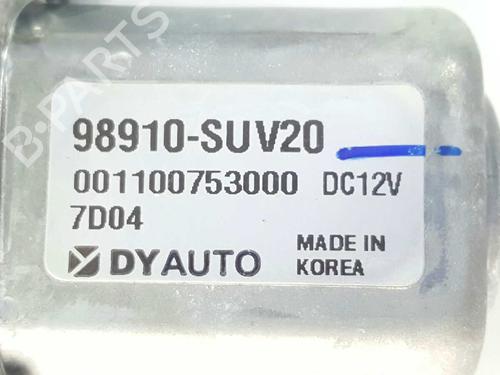 B-PARTS
98910-SUV20
001100753000 DC12V
7D04
DYAUTO
MADE IN
KOREA